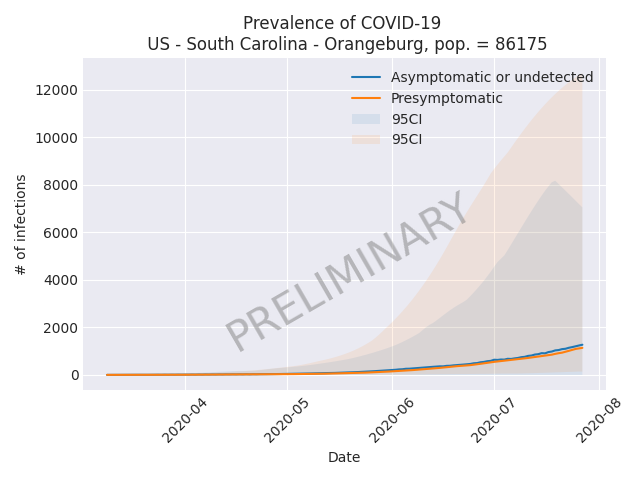 Prevalence of COVID-19
US - South Carolina - Orangeburg, pop. = 86175
Asymptomatic or undetected
Presymptomatic
95CI
95CI
12000
10000
8000
6000
4000
2000
0
# of infections
PRELIMINARY
2020-04
2020-05
2020-06
2020-07
2020-08
Date